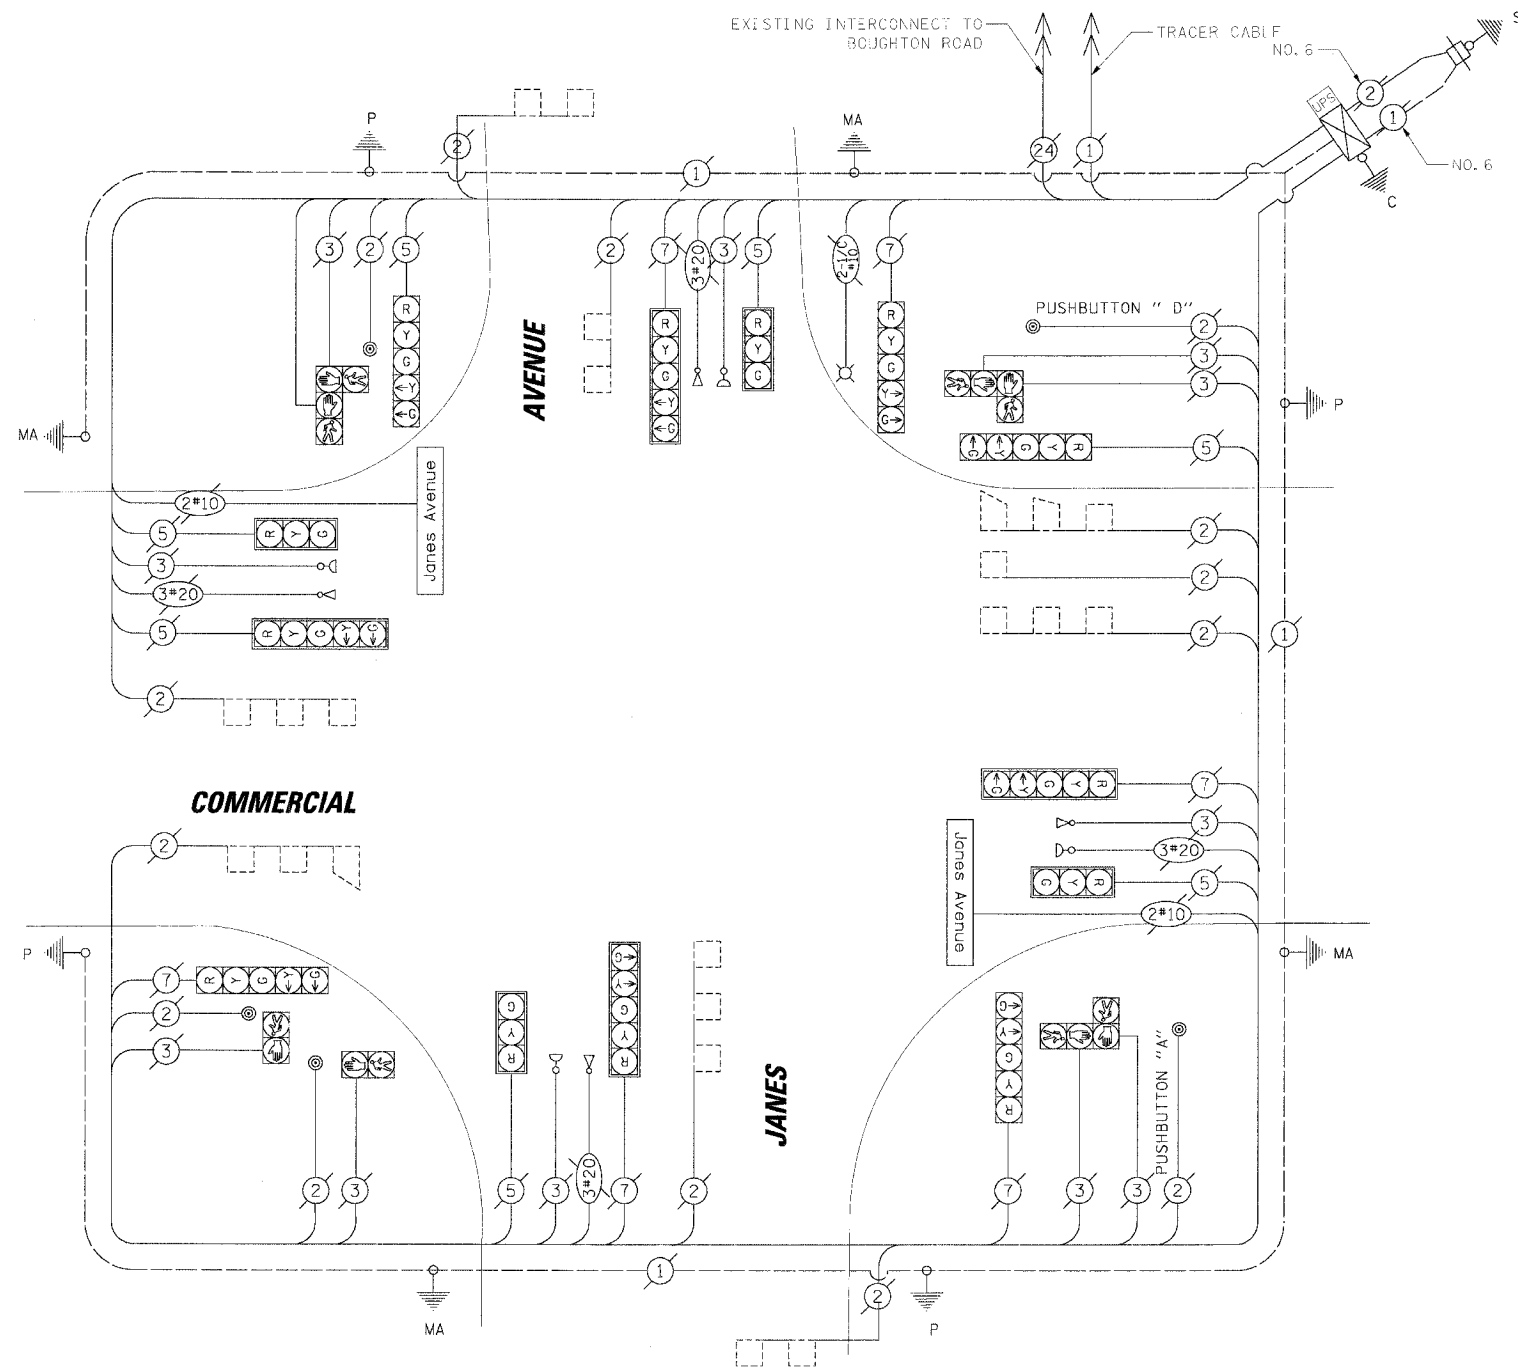 EXISTING INTERCONNECT TO
BOUGHTON ROAD
TRACER CABLE
NO. 6
S
UPS
2
1
NO. 6
C
P
2
1
MA
24
1
3
2
5
2
7
3#20
3
5
2-1/C
#10
7
R
Y
G
Y
G
R
Y
G
Y
G
R
Y
G
R
Y
G
Y
G
AVENUE
PUSHBUTTON " D"
2
3
3
P
MA
G Y G Y R
5
Janes Avenue
2#10
5
R Y G
3
3#20
5
R Y G Y G
2
2
2
2
1
COMMERCIAL
G Y G Y R
7
3
3#20
G Y R
5
Janes Avenue
2#10
2
P
MA
7
R Y G Y G
2
3
G
Y
R
G
Y
G
Y
R
G
Y
G
Y
R
JANES
PUSHBUTTON "A"
2
3
5
3
3#20
7
2
7
3
3
2
1
MA
2
P